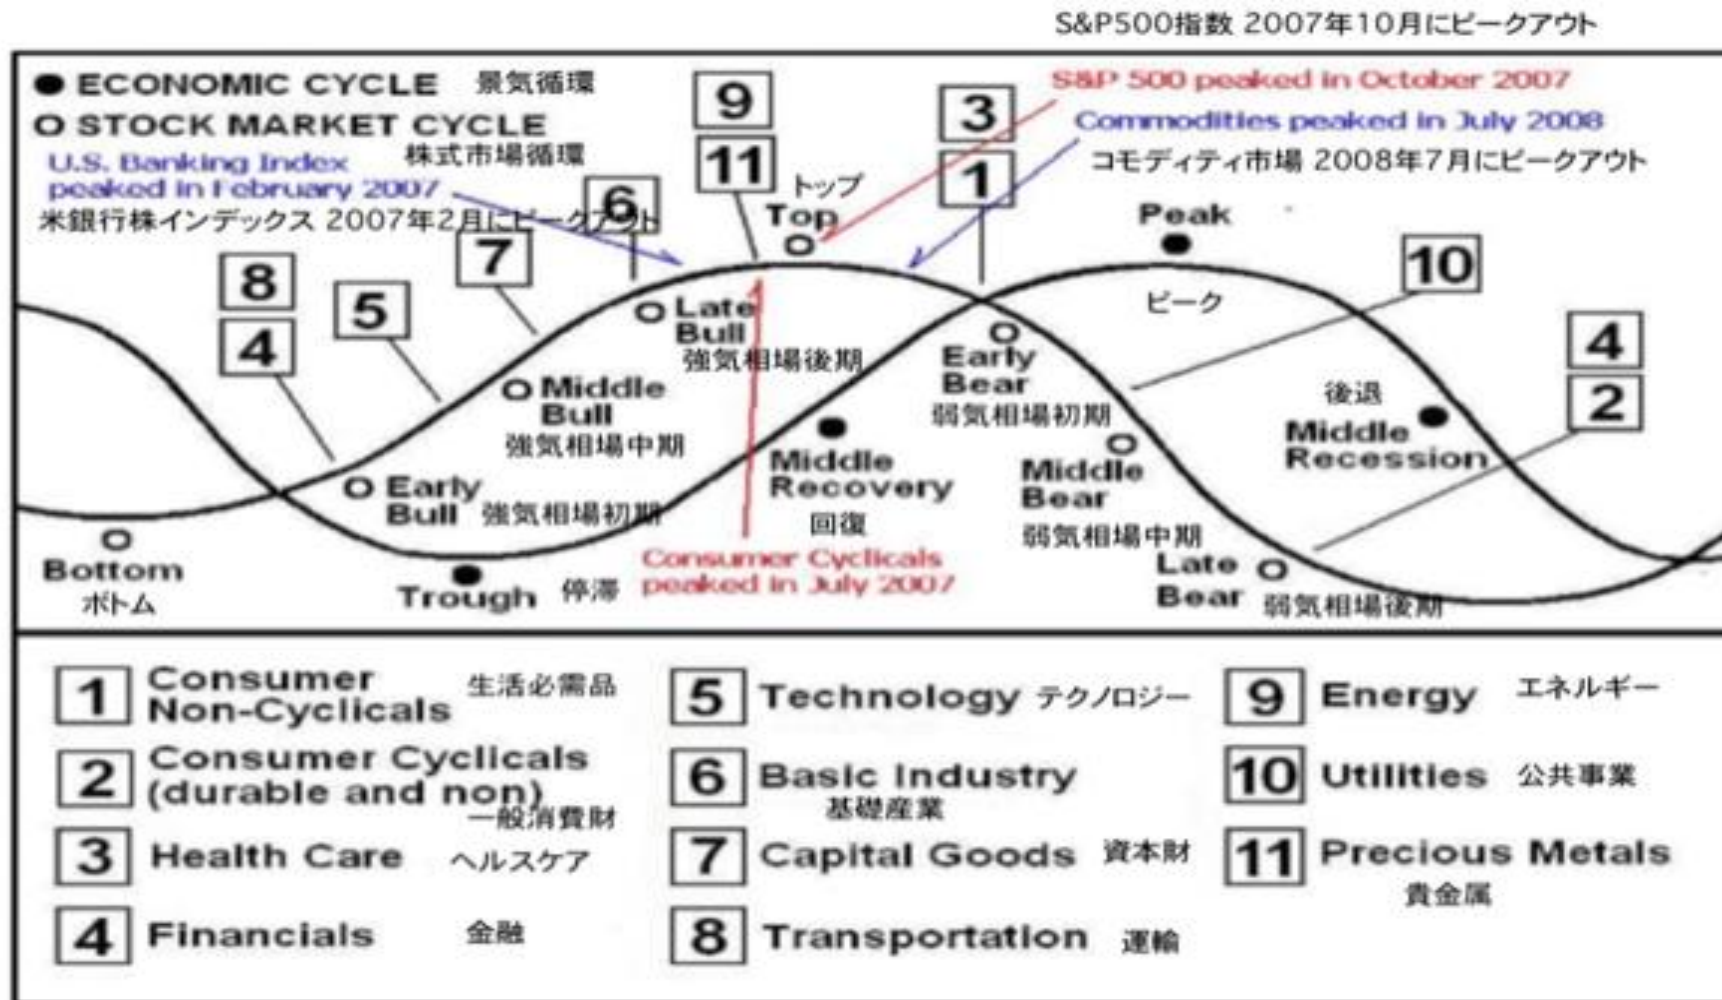 S&P500指数 2007年10月にピークアウト
ECONOMIC CYCLE 景気循環
STOCK MARKET CYCLE
株式市場循環
U.S. Banking Index
peaked in February 2007
米銀行株インデックス 2007年2月にピークアウト
S&P 500 peaked in October 2007
Commodities peaked in July 2008
コモディティ市場 2008年7月にピークアウト
9
11
3
1
6
7
8
4
5
トップ
Top
Peak
ピーク
10
4
2
Late
Bull
強気相場後期
Middle
Bull
強気相場中期
Early
Bull 強気相場初期
Early
Bear
弱気相場初期
Middle
Recovery
回復
Middle
Bear
弱気相場中期
後退
Middle
Recession
Bottom
ボトム
Trough 停滞
Consumer Cyclicals
peaked in July 2007
Late
Bear 弱気相場後期
1 Consumer
Non-Cyclicals 生活必需品
2 Consumer Cyclicals
(durable and non)
一般消費財
3 Health Care ヘルスケア
4 Financials 金融
5 Technology テクノロジー
6 Basic Industry
基礎産業
7 Capital Goods 資本財
8 Transportation 運輸
9 Energy エネルギー
10 Utilities 公共事業
11 Precious Metals
貴金属